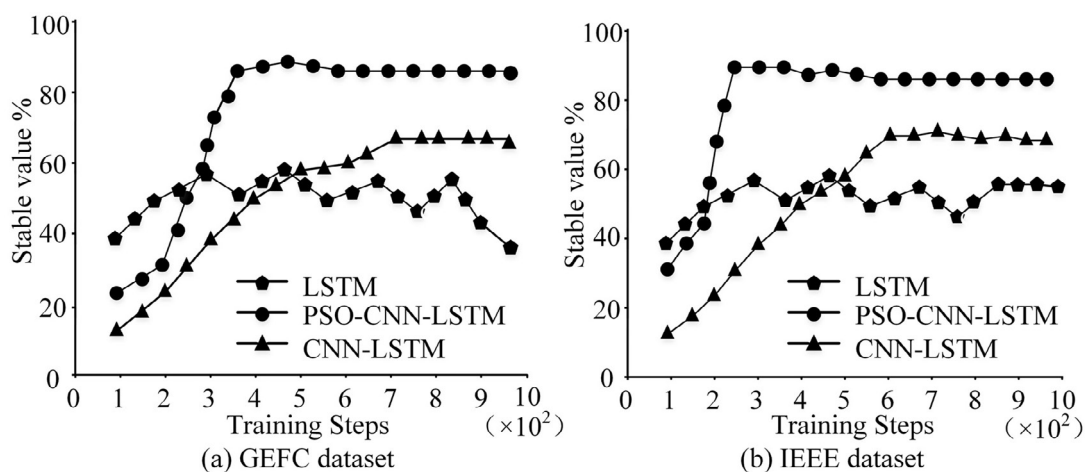 100
80
60
40
20
0
Stable value %
LSTM
PSO-CNN-LSTM
CNN-LSTM
0 1 2 3 4 5 6 7 8 9 10
Training Steps (×10²)
(a) GEFC dataset
100
80
60
40
20
0
Stable value %
LSTM
PSO-CNN-LSTM
CNN-LSTM
0 1 2 3 4 5 6 7 8 9 10
Training Steps (×10²)
(b) IEEE dataset